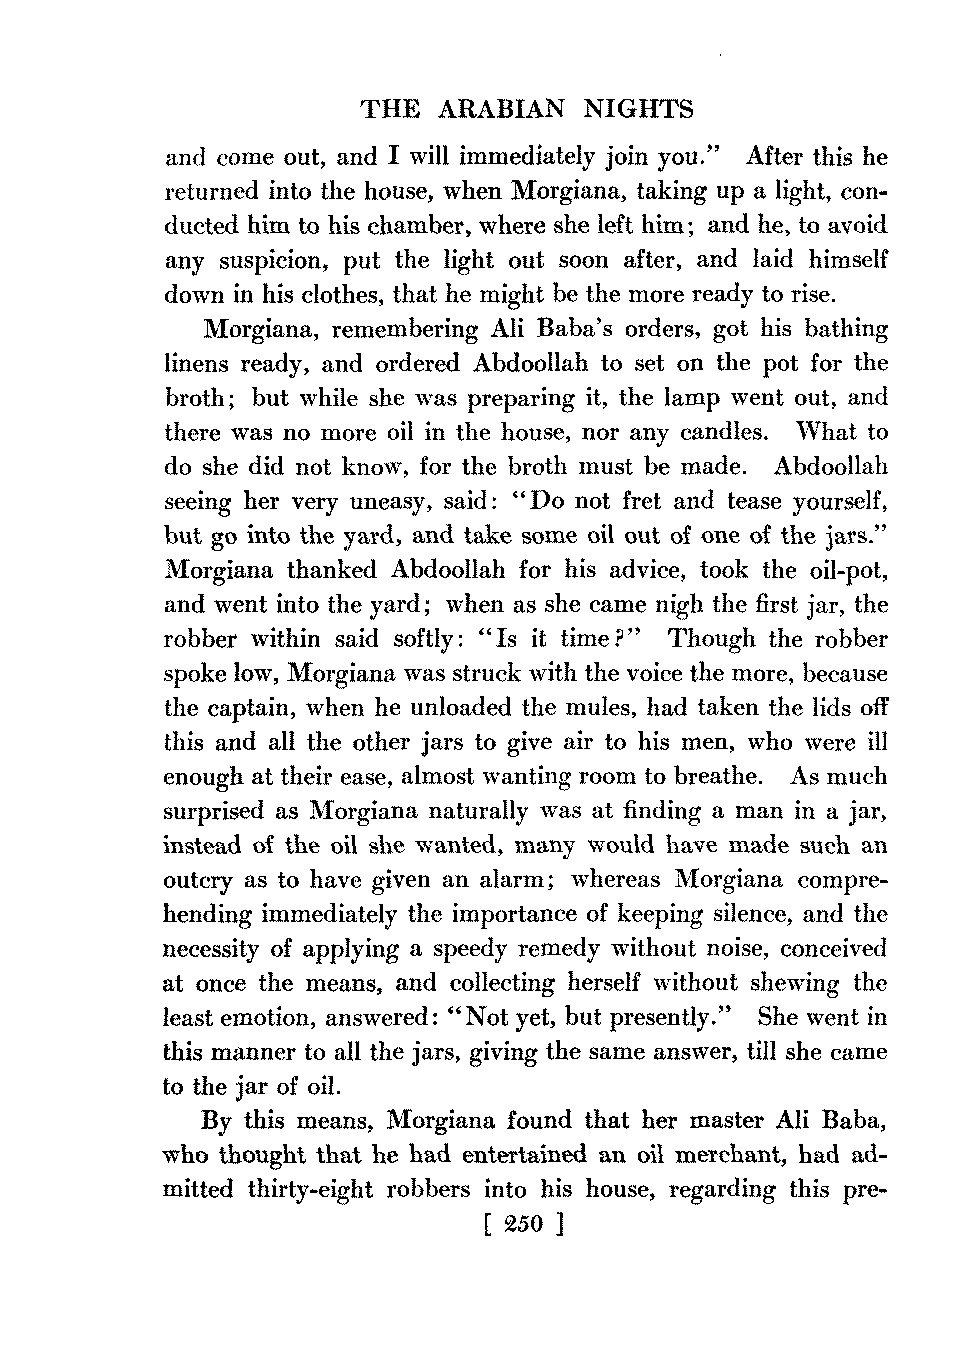 THE ARABIAN NIGHTS
and come out, and I will immediately join you." After this he
returned into the house, when Morgiana, taking up a light, con-
ducted him to his chamber, where she left him; and he, to avoid
any suspicion, put the light out soon after, and laid himself
down in his clothes, that he might be the more ready to rise.
Morgiana, remembering Ali Baba's orders, got his bathing
linens ready, and ordered Abdoollah to set on the pot for the
broth; but while she was preparing it, the lamp went out, and
there was no more oil in the house, nor any candles. What to
do she did not know, for the broth must be made. Abdoollah
seeing her very uneasy, said: "Do not fret and tease yourself,
but go into the yard, and take some oil out of one of the jars."
Morgiana thanked Abdoollah for his advice, took the oil-pot,
and went into the yard; when as she came nigh the first jar, the
robber within said softly: "Is it time?" Though the robber
spoke low, Morgiana was struck with the voice the more, because
the captain, when he unloaded the mules, had taken the lids off
this and all the other jars to give air to his men, who were ill
enough at their ease, almost wanting room to breathe. As much
surprised as Morgiana naturally was at finding a man in a jar,
instead of the oil she wanted, many would have made such an
outcry as to have given an alarm; whereas Morgiana compre-
hending immediately the importance of keeping silence, and the
necessity of applying a speedy remedy without noise, conceived
at once the means, and collecting herself without shewing the
least emotion, answered: "Not yet, but presently." She went in
this manner to all the jars, giving the same answer, till she came
to the jar of oil.
By this means, Morgiana found that her master Ali Baba,
who thought that he had entertained an oil merchant, had ad-
mitted thirty-eight robbers into his house, regarding this pre-
[ 250 ]